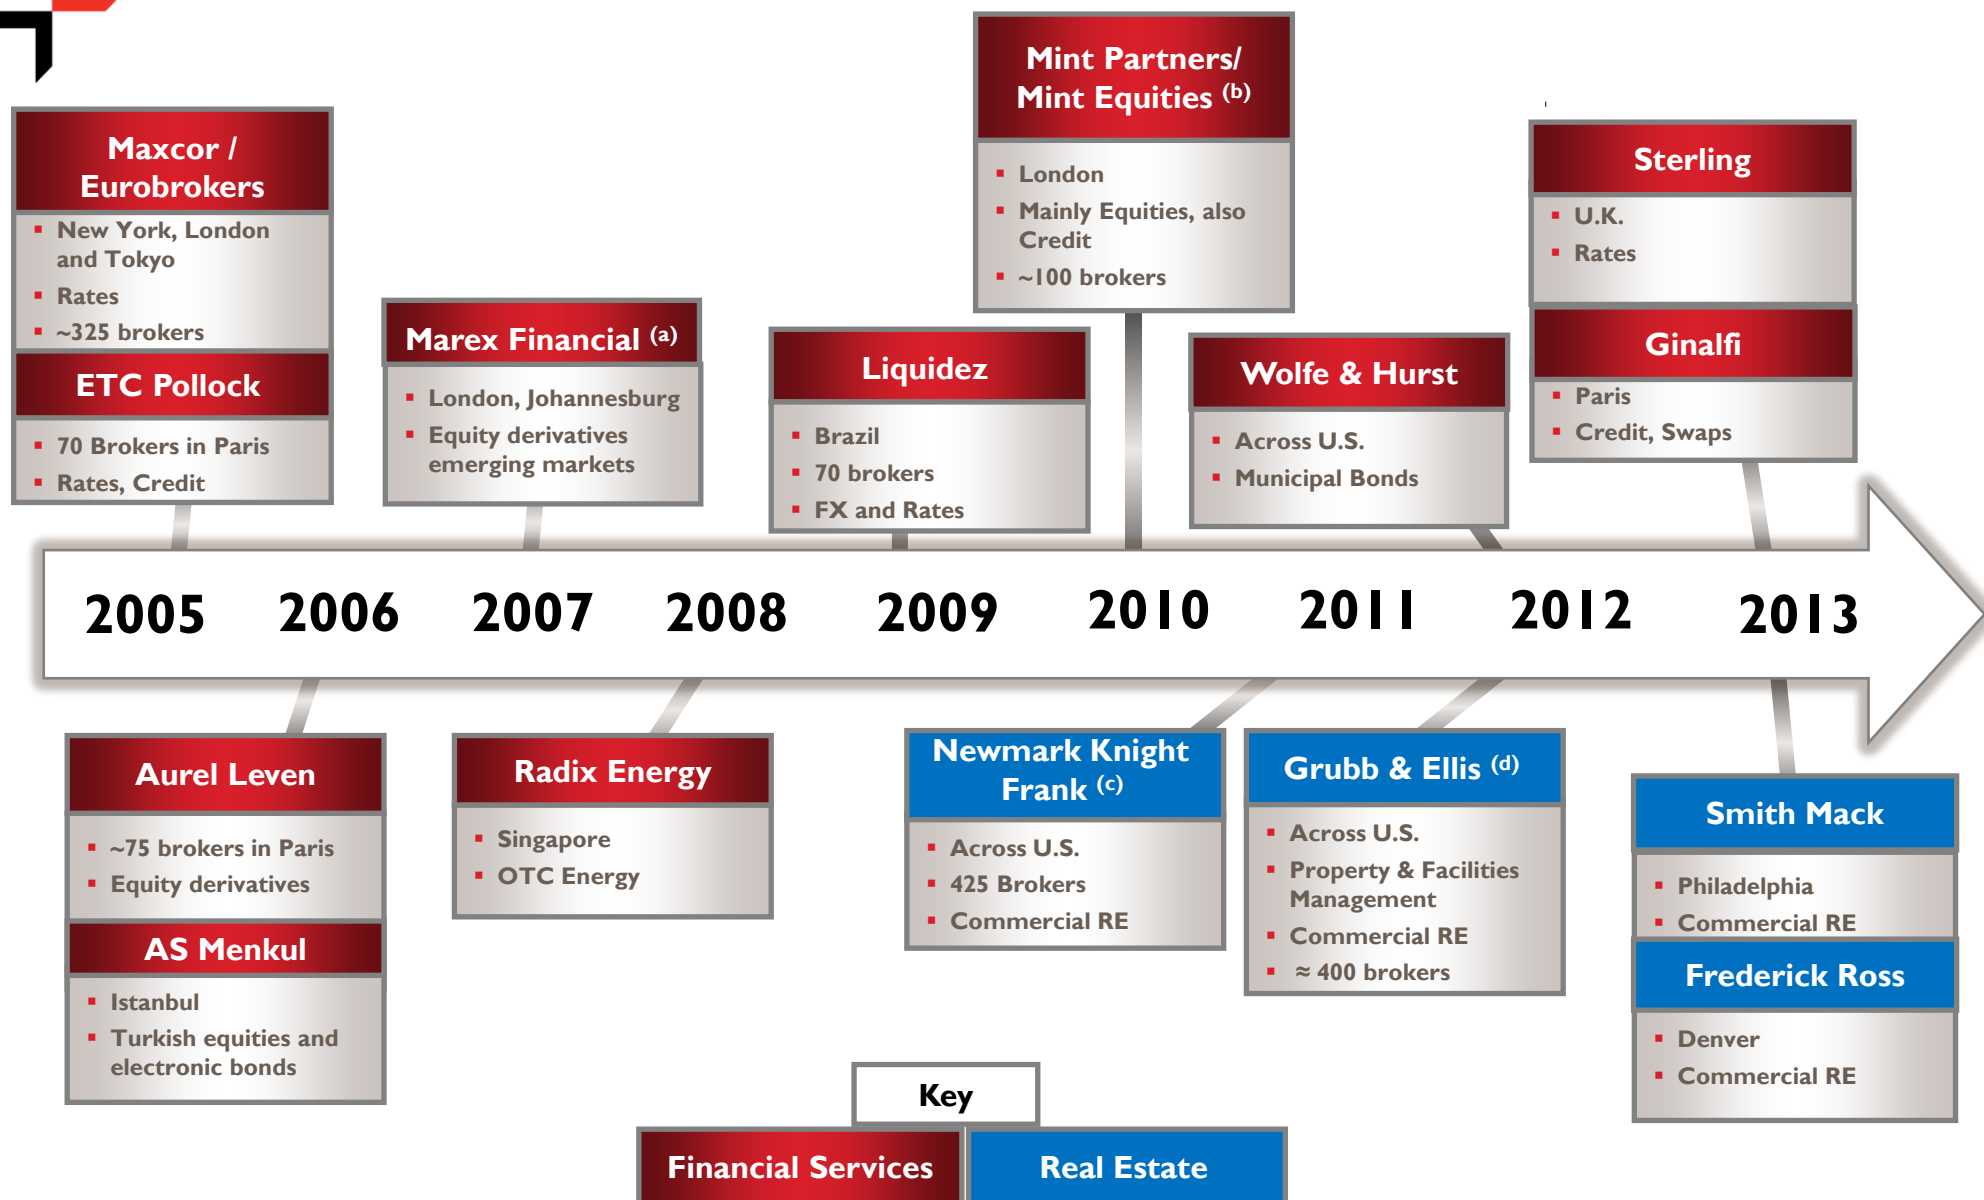 Maxcor /
Eurobrokers
▪ New York, London
and Tokyo
▪ Rates
▪ ~325 brokers
ETC Pollock
▪ 70 Brokers in Paris
▪ Rates, Credit
Marex Financial (a)
▪ London, Johannesburg
▪ Equity derivatives
emerging markets
Liquidez
▪ Brazil
▪ 70 brokers
▪ FX and Rates
Mint Partners/
Mint Equities (b)
▪ London
▪ Mainly Equities, also
Credit
▪ ~100 brokers
Wolfe & Hurst
▪ Across U.S.
▪ Municipal Bonds
Sterling
▪ U.K.
▪ Rates
Ginalfi
▪ Paris
▪ Credit, Swaps
2005 2006 2007 2008 2009 2010 2011 2012 2013
Aurel Leven
▪ ~75 brokers in Paris
▪ Equity derivatives
AS Menkul
▪ Istanbul
▪ Turkish equities and
electronic bonds
Radix Energy
▪ Singapore
▪ OTC Energy
Newmark Knight
Frank (c)
▪ Across U.S.
▪ 425 Brokers
▪ Commercial RE
Grubb & Ellis (d)
▪ Across U.S.
▪ Property & Facilities
Management
▪ Commercial RE
▪ ≈ 400 brokers
Smith Mack
▪ Philadelphia
▪ Commercial RE
Frederick Ross
▪ Denver
▪ Commercial RE
Key
Financial Services
Real Estate